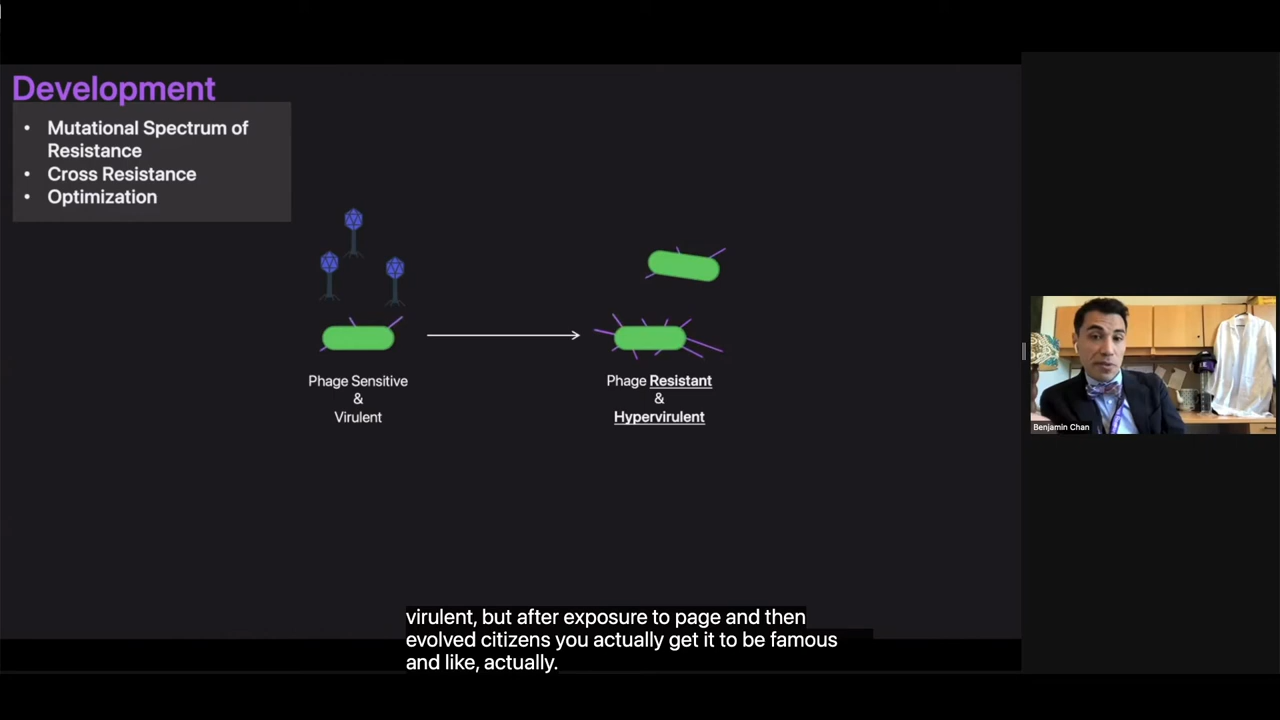 Development
• Mutational Spectrum of
Resistance
• Cross Resistance
• Optimization
Phage Sensitive
&
Virulent
Phage Resistant
&
Hypervirulent
Benjamin Chan
virulent, but after exposure to page and then
evolved citizens you actually get it to be famous
and like, actually.